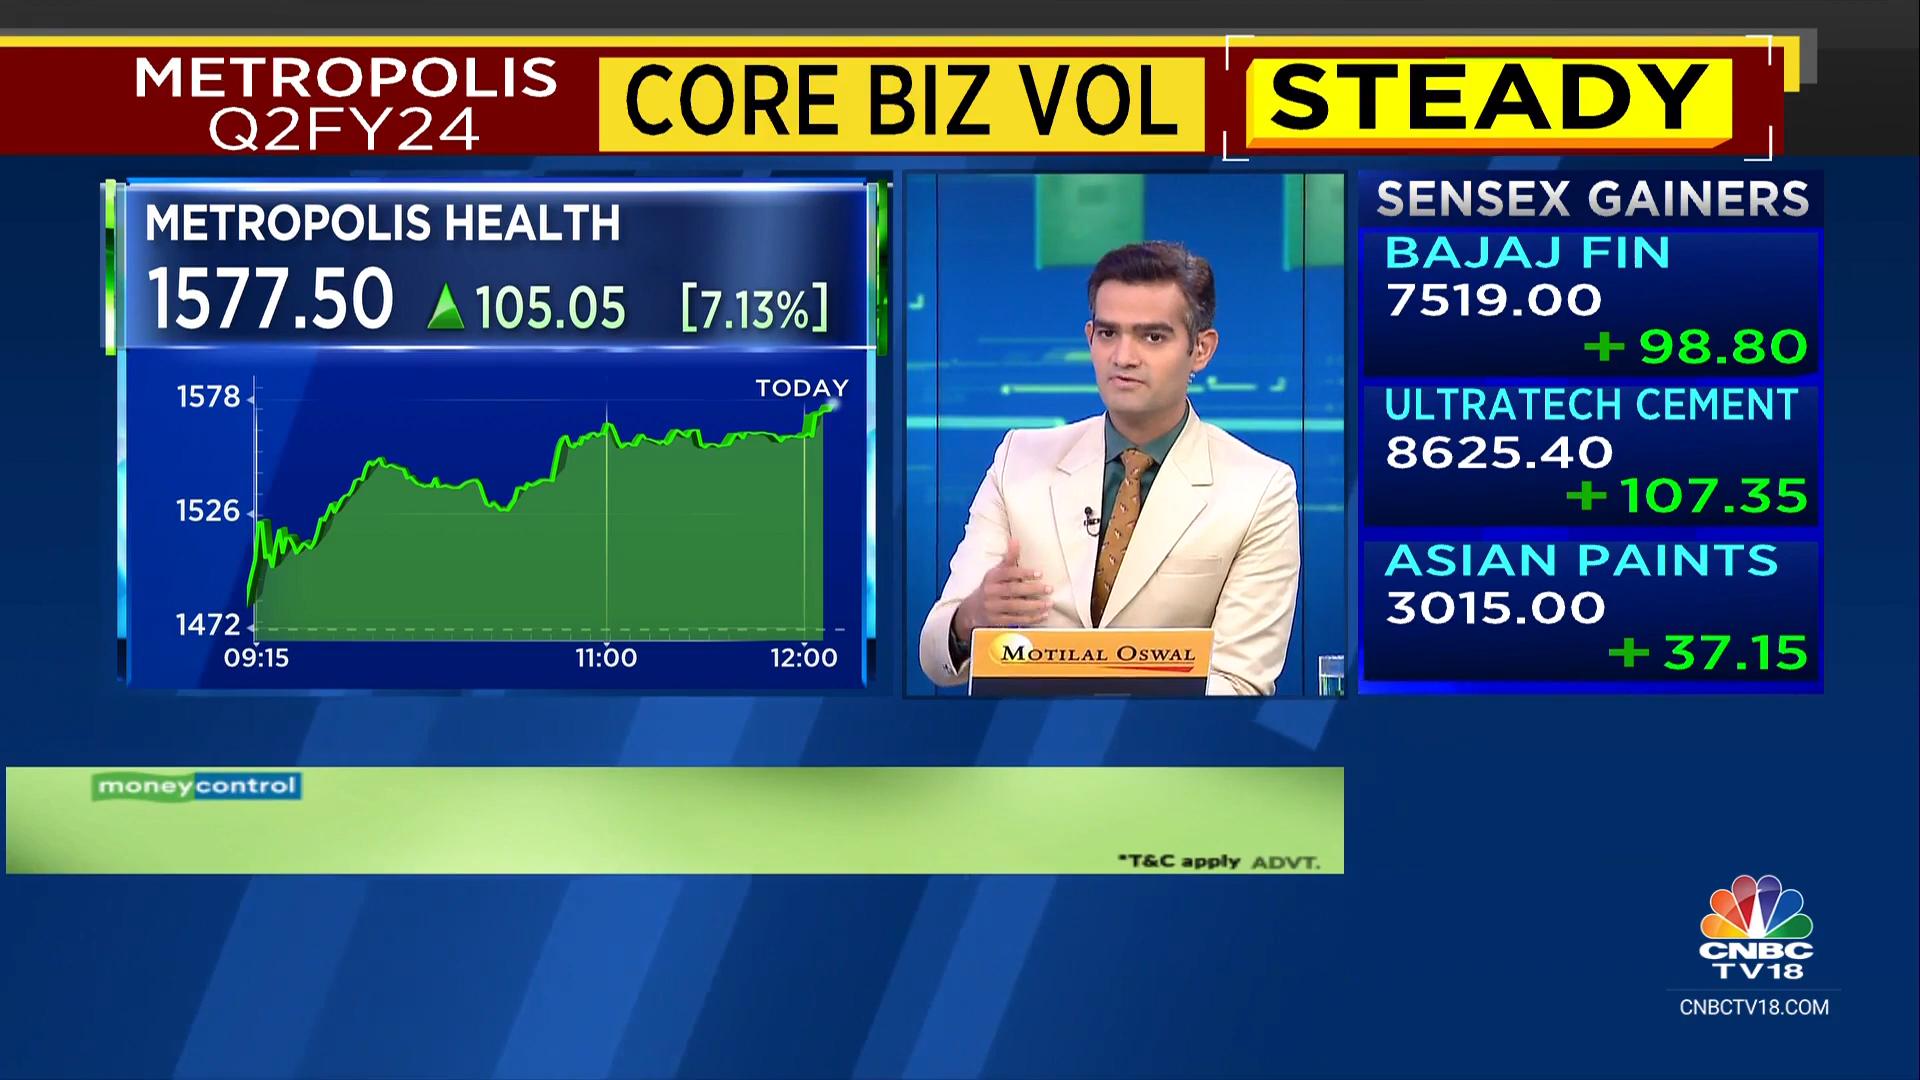 METROPOLIS
Q2FY24
CORE BIZ VOL
STEADY
METROPOLIS HEALTH
1577.50 ▲ 105.05 [7.13%]
TODAY
1578
1526
1472
09:15 11:00 12:00
MOTILAL OSWAL
SENSEX GAINERS
BAJAJ FIN
7519.00
+ 98.80
ULTRATECH CEMENT
8625.40
+ 107.35
ASIAN PAINTS
3015.00
+ 37.15
moneycontrol
*T&C apply ADVT.
CNBC
TV18
CNBCTV18.COM